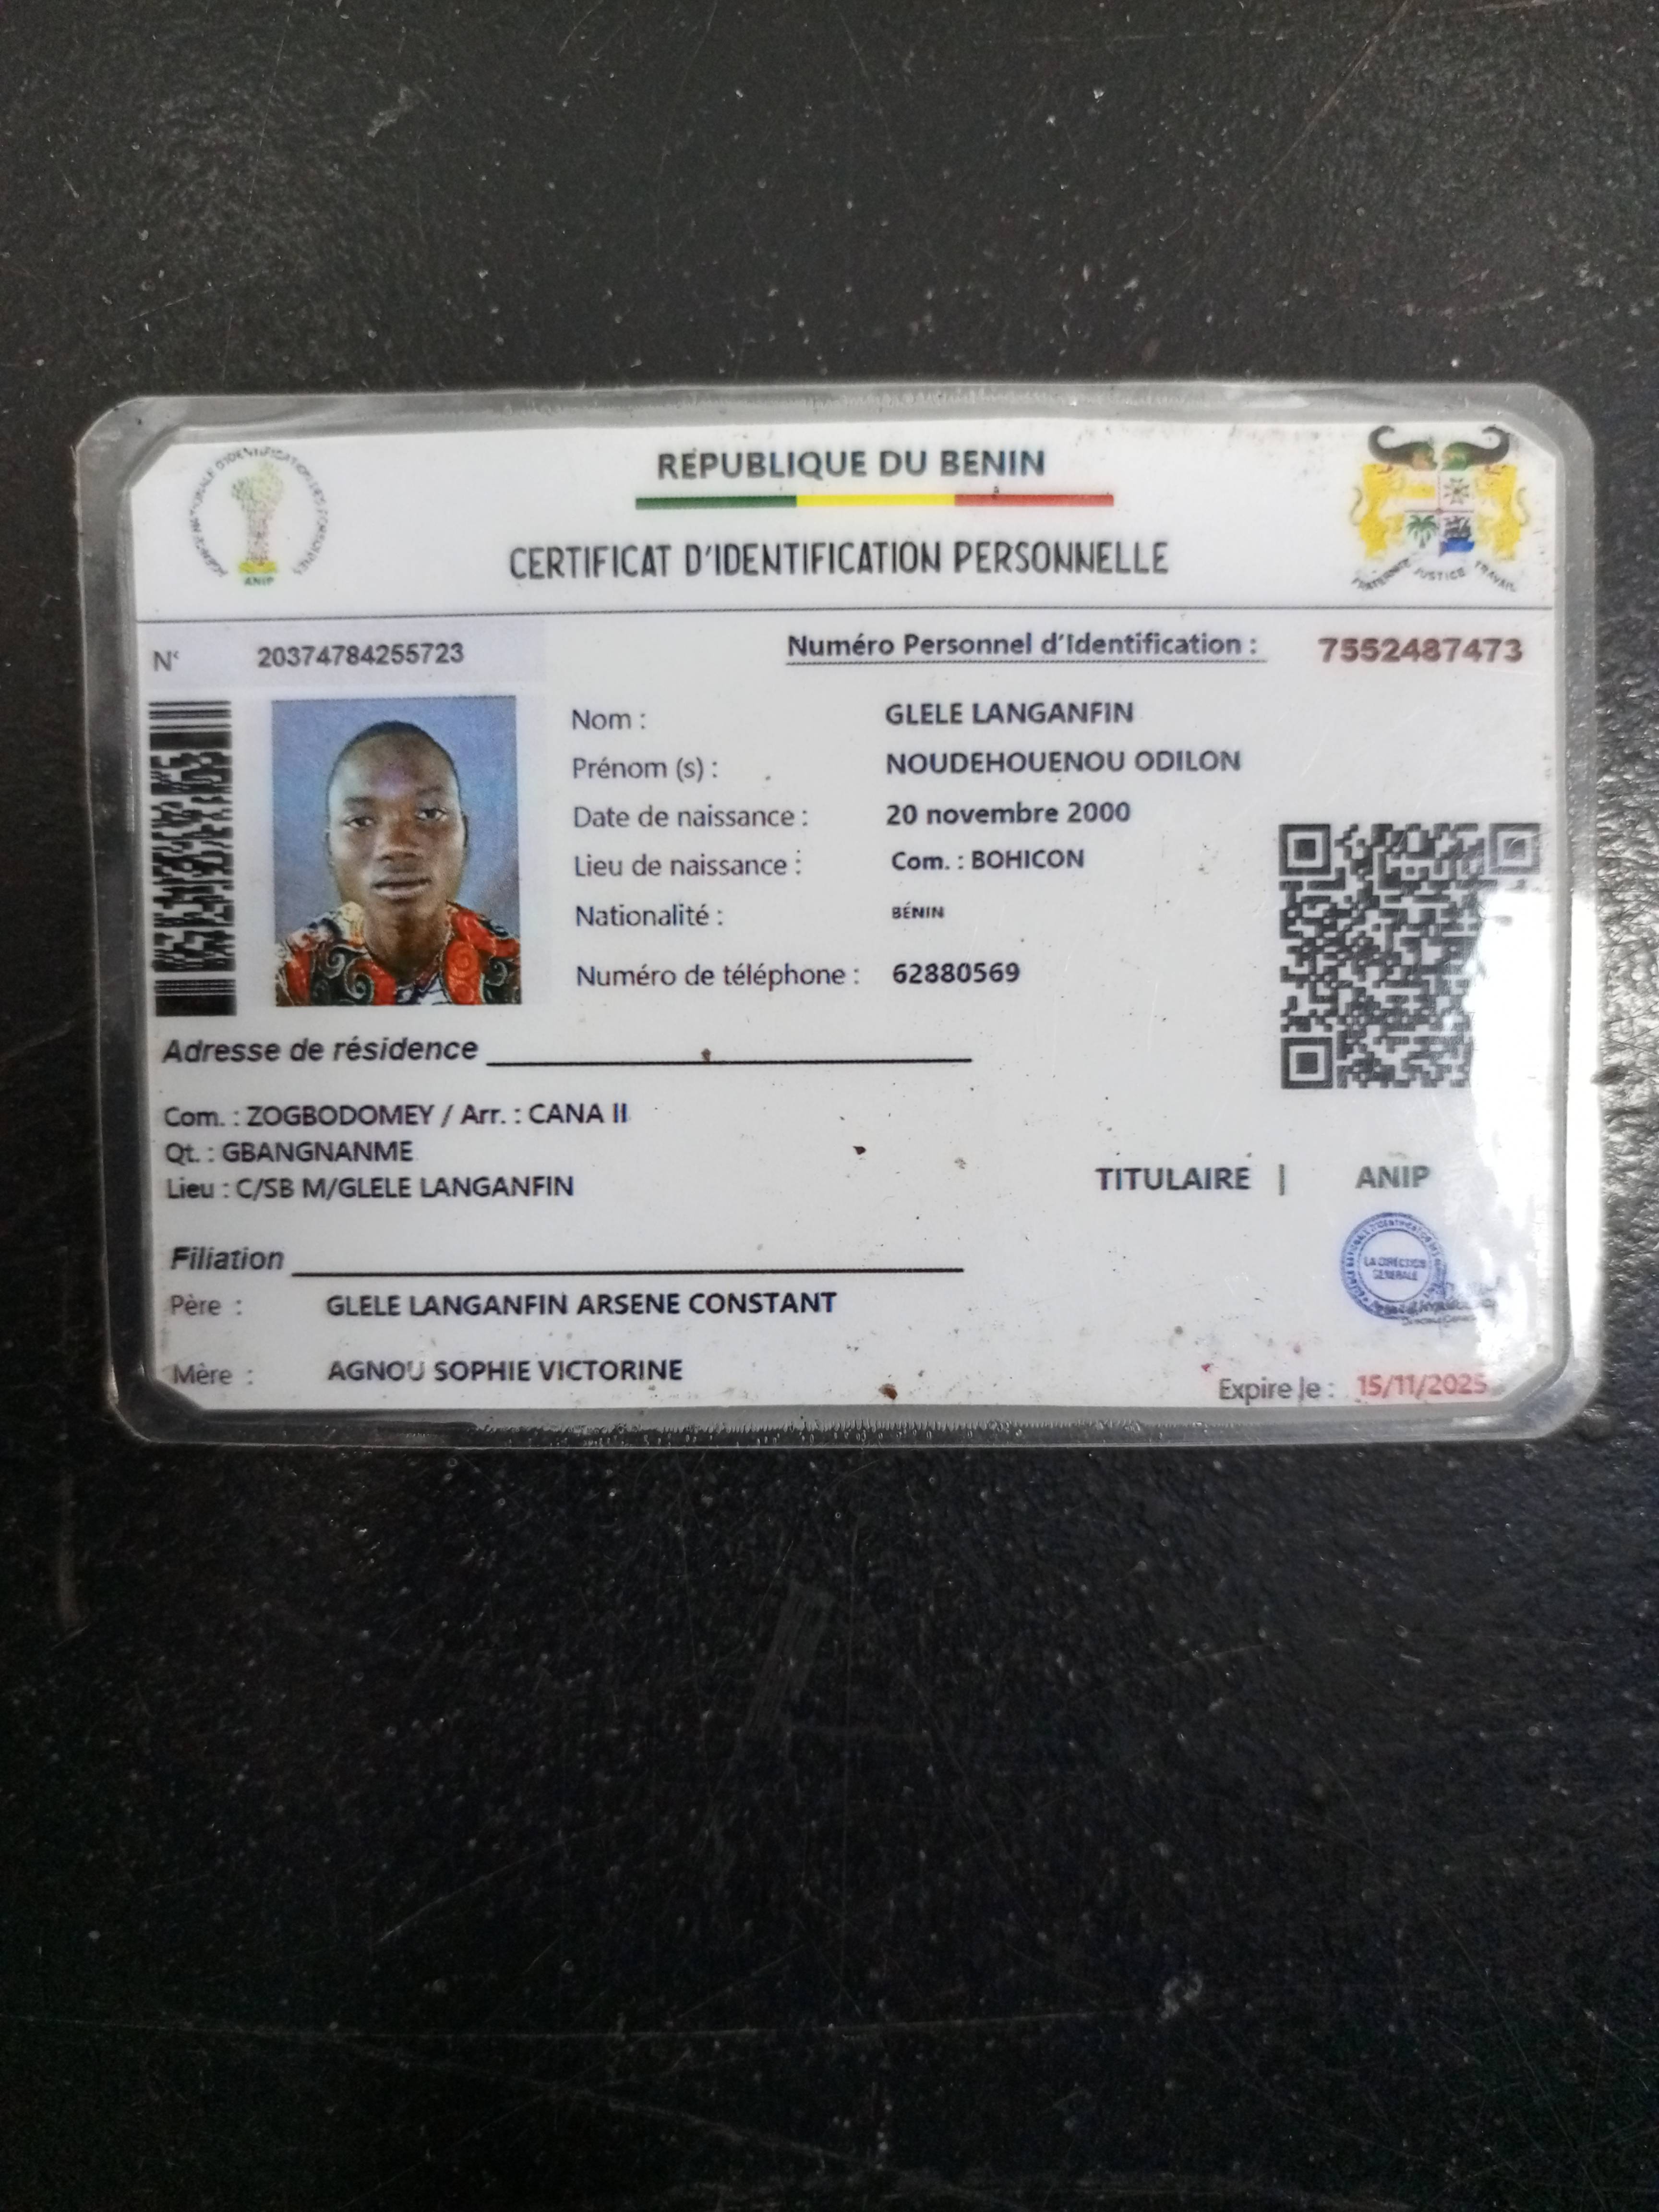 AGENCE NATIONALE D'IDENTIFICATION DES PERSONNES
ANIP
REPUBLIQUE DU BENIN
CERTIFICAT D'IDENTIFICATION PERSONNELLE
FRATERNITE JUSTICE TRAVAIL
N° 20374784255723
Numéro Personnel d'Identification : 7552487473
Nom : GLELE LANGANFIN
Prénom (s) : NOUDEHOUENOU ODILON
Date de naissance : 20 novembre 2000
Lieu de naissance : Com. : BOHICON
Nationalité : BÉNIN
Numéro de téléphone : 62880569
Adresse de résidence
Com. : ZOGBODOMEY / Arr. : CANA II
Qt. : GBANGNANME
Lieu : C/SB M/GLELE LANGANFIN
TITULAIRE | ANIP
LA DIRECTION
GENERALE
Filiation
Père : GLELE LANGANFIN ARSENE CONSTANT
Mère : AGNOU SOPHIE VICTORINE
Expire le : 15/11/2025